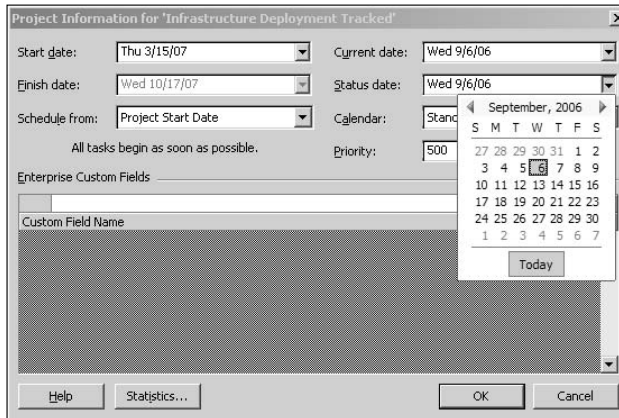 Project Information for 'Infrastructure Deployment Tracked'
Start date: Thu 3/15/07 Current date: Wed 9/6/06
Finish date: Wed 10/17/07 Status date: Wed 9/6/06
Schedule from: Project Start Date Calendar: Stand
All tasks begin as soon as possible. Priority: 500
September, 2006
S M T W T F S
27 28 29 30 31 1 2
3 4 5 6 7 8 9
10 11 12 13 14 15 16
17 18 19 20 21 22 23
24 25 26 27 28 29 30
1 2 3 4 5 6 7
Today
Enterprise Custom Fields
Custom Field Name
Help Statistics... OK Cancel